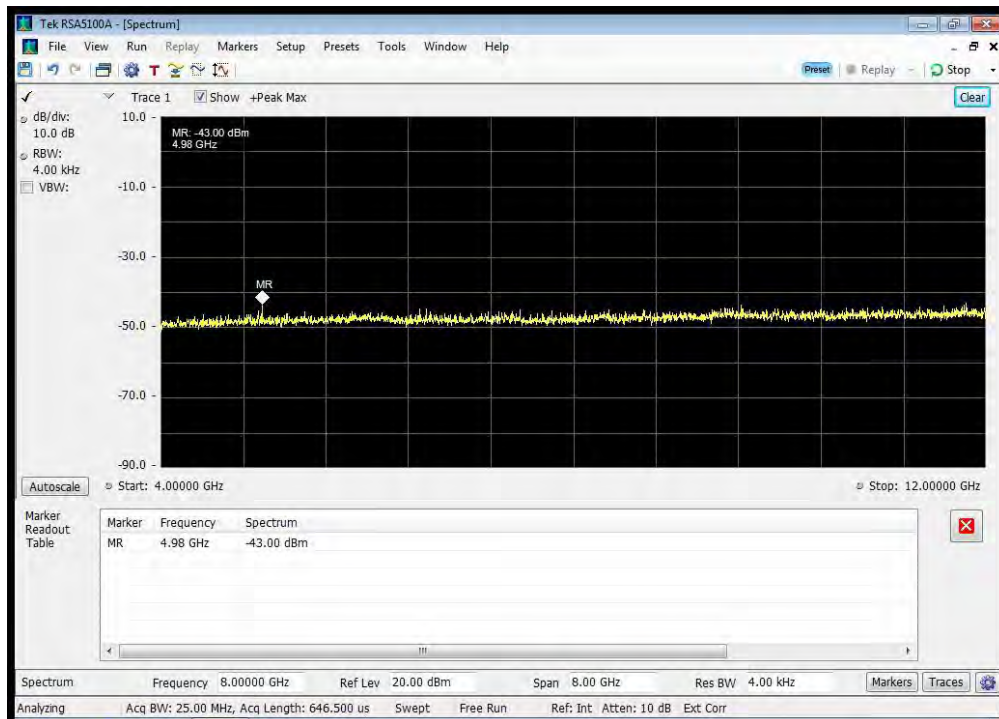 Tek RSA5100A - [Spectrum]
File View Run Replay Markers Setup Presets Tools Window Help
Preset Replay Stop
Trace 1 Show +Peak Max Clear
dB/div:
10.0 dB
RBW:
4.00 kHz
VBW:
10.0
MR: -43.00 dBm
4.98 GHz
-10.0
-30.0
MR
-50.0
-70.0
-90.0
Autoscale Start: 4.00000 GHz Stop: 12.00000 GHz
Marker
Readout
Table
Marker Frequency Spectrum
MR 4.98 GHz -43.00 dBm
Spectrum Frequency 8.00000 GHz Ref Lev 20.00 dBm Span 8.00 GHz Res BW 4.00 kHz Markers Traces
Analyzing Acq BW: 25.00 MHz, Acq Length: 646.500 us Swept Free Run Ref: Int Atten: 10 dB Ext Corr